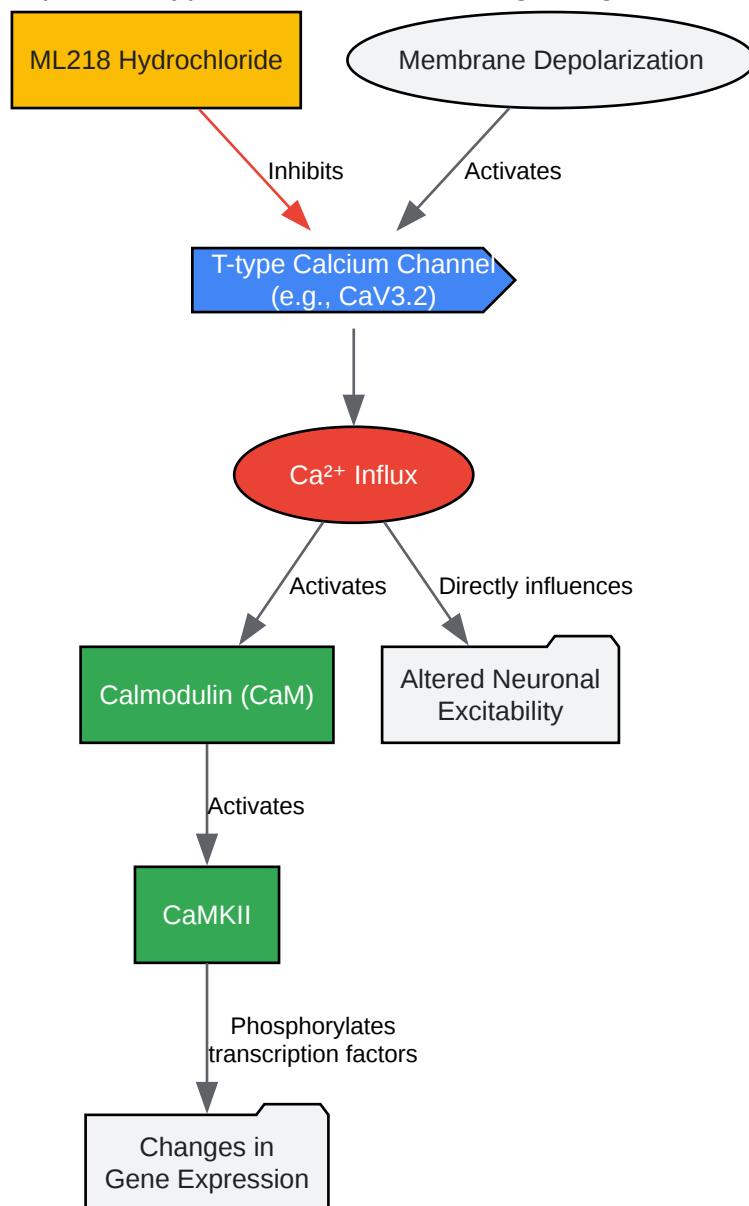 ML218 Hydrochloride
Membrane Depolarization
Inhibits
Activates
T-type Calcium Channel
(e.g., CaV3.2)
Ca²⁺ Influx
Activates
Directly influences
Calmodulin (CaM)
Altered Neuronal
Excitability
Activates
CaMKII
Phosphorylates
transcription factors
Changes in
Gene Expression